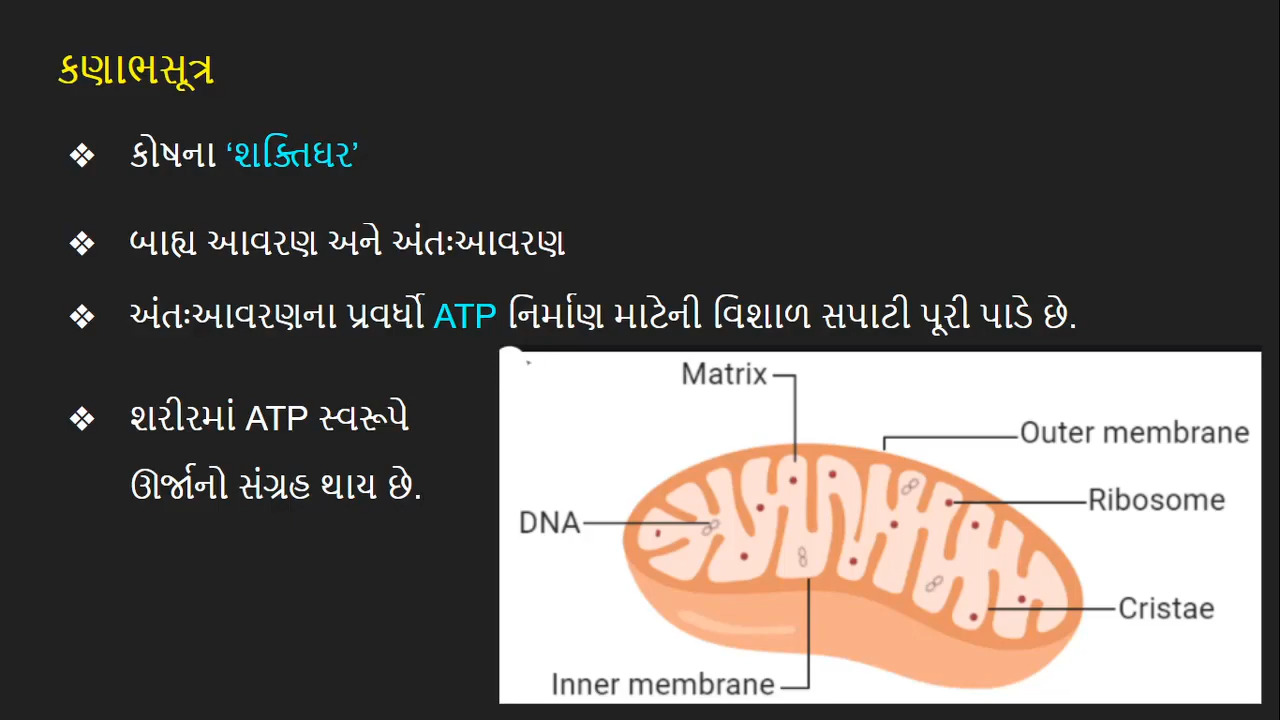 કણાભસૂત્ર
❖ કોષના ‘શક્તિઘર’
❖ બાહ્ય આવરણ અને અંતઃઆવરણ
❖ અંતઃઆવરણના પ્રવર્ધો ATP નિર્માણ માટેની વિશાળ સપાટી પૂરી પાડે છે.
❖ શરીરમાં ATP સ્વરૂપે
ઊર્જાનો સંગ્રહ થાય છે.
Matrix
Outer membrane
Ribosome
DNA
Cristae
Inner membrane